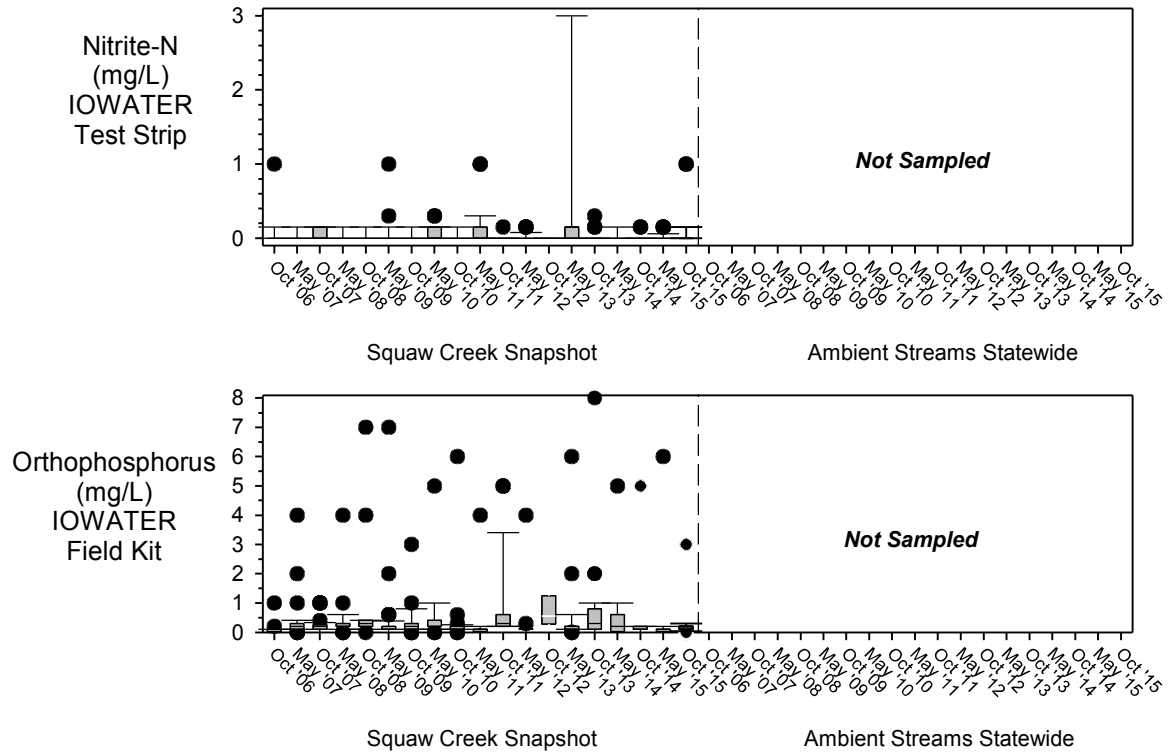 Nitrite-N
(mg/L)
IOWATER
Test Strip
3
2
1
0
Not Sampled
Oct '06 May '07 Oct '07 May '08 Oct '08 May '09 Oct '09 May '10 Oct '10 May '11 Oct '11 May '12 Oct '12 May '13 Oct '13 May '14 Oct '14 May '15 Oct '15 Oct '06 May '07 Oct '07 May '08 Oct '08 May '09 Oct '09 May '10 Oct '10 May '11 Oct '11 May '12 Oct '12 May '13 Oct '13 May '14 Oct '14 May '15 Oct '15
Squaw Creek Snapshot
Ambient Streams Statewide
Orthophosphorus
(mg/L)
IOWATER
Field Kit
8
7
6
5
4
3
2
1
0
Not Sampled
Oct '06 May '07 Oct '07 May '08 Oct '08 May '09 Oct '09 May '10 Oct '10 May '11 Oct '11 May '12 Oct '12 May '13 Oct '13 May '14 Oct '14 May '15 Oct '15 Oct '06 May '07 Oct '07 May '08 Oct '08 May '09 Oct '09 May '10 Oct '10 May '11 Oct '11 May '12 Oct '12 May '13 Oct '13 May '14 Oct '14 May '15 Oct '15
Squaw Creek Snapshot
Ambient Streams Statewide